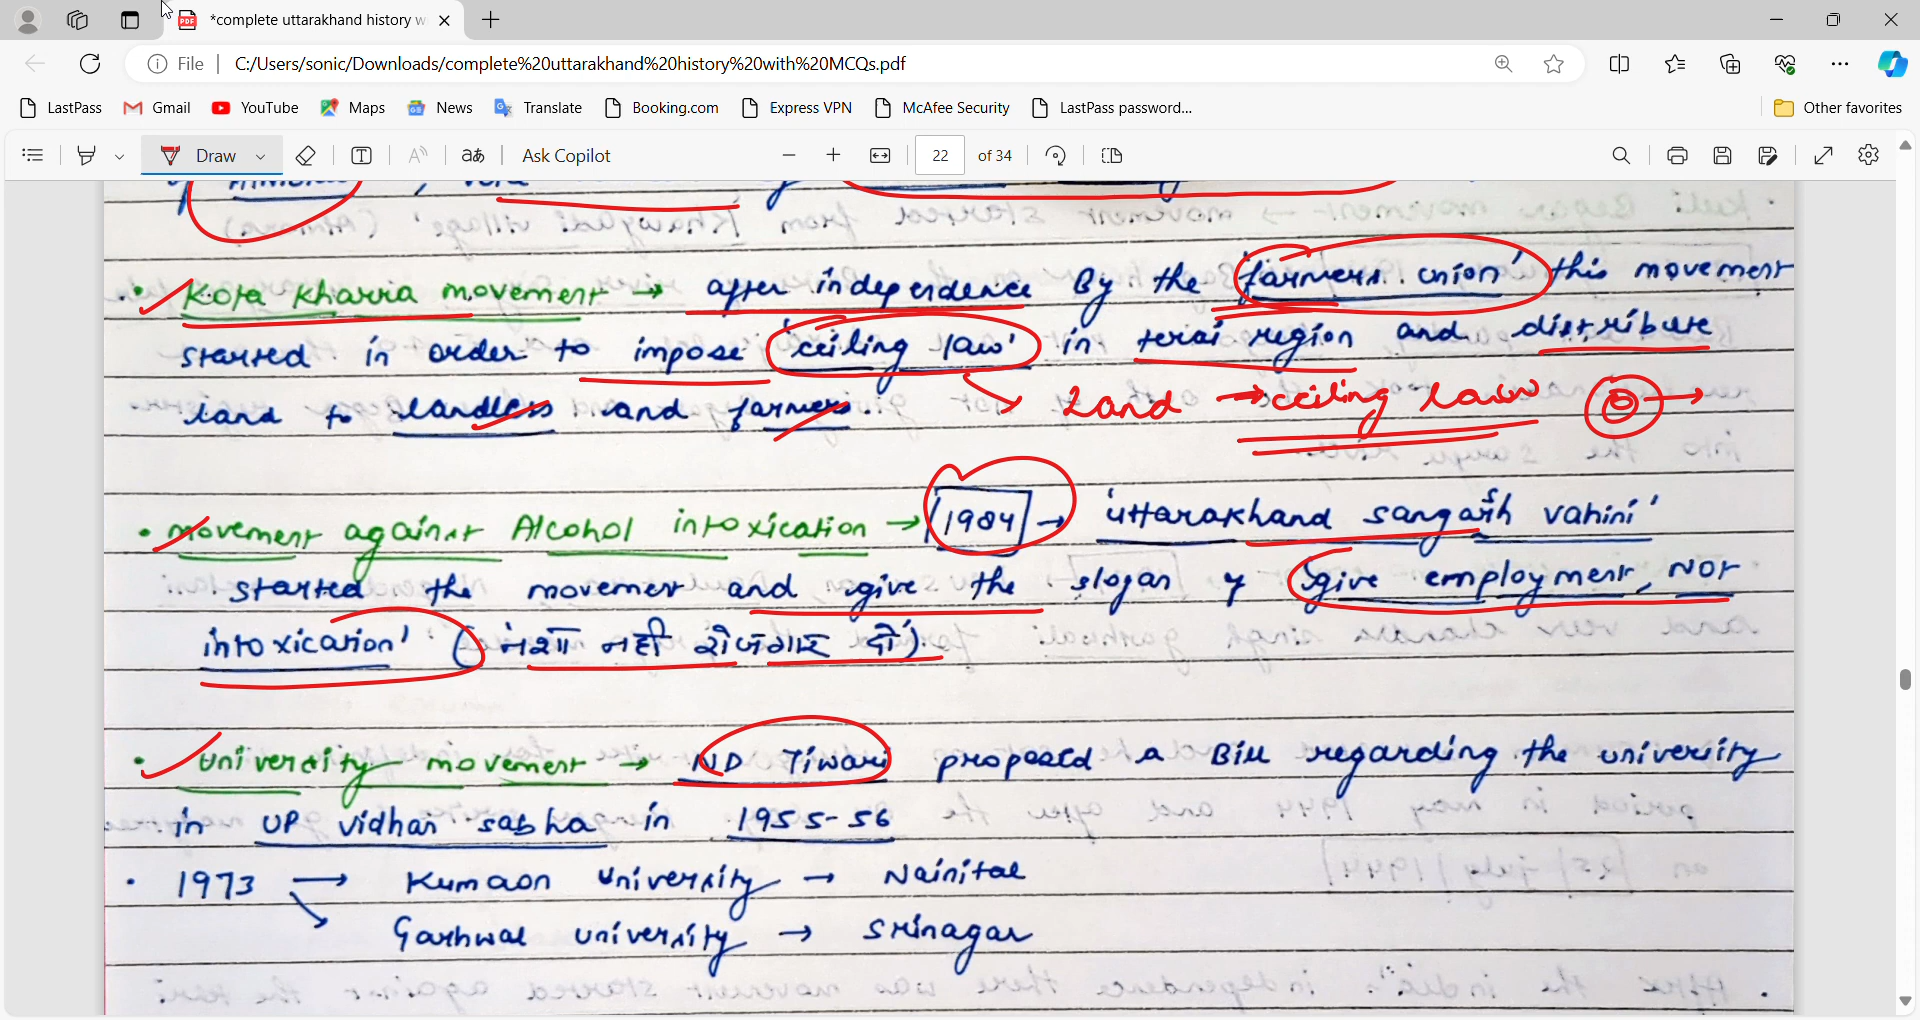 *complete uttarakhand history w
File
C:/Users/sonic/Downloads/complete%20uttarakhand%20history%20with%20MCQs.pdf
LastPass Gmail YouTube Maps News Translate Booking.com Express VPN McAfee Security LastPass password... Other favorites
Draw Ask Copilot 22 of 34
• Kota Kharra movement → after independence By the 'farmers union' this movement
started in order to impose 'ceiling law' in terai region and distribute
land to landless and farmers.
Land → ceiling law
• movement against Alcohol intoxication → 1984 → 'uttarakhand sangarsh vahini'
started the movement and give the slogan of 'give employment, NOT
intoxication' (नशा नही रोजगार दो).
• University movement → ND Tiwari proposed a Bill regarding the university
in UP vidhan sabha in 1955-56
• 1973 → Kumaon University → Nainital
Garhwal University → Srinagar